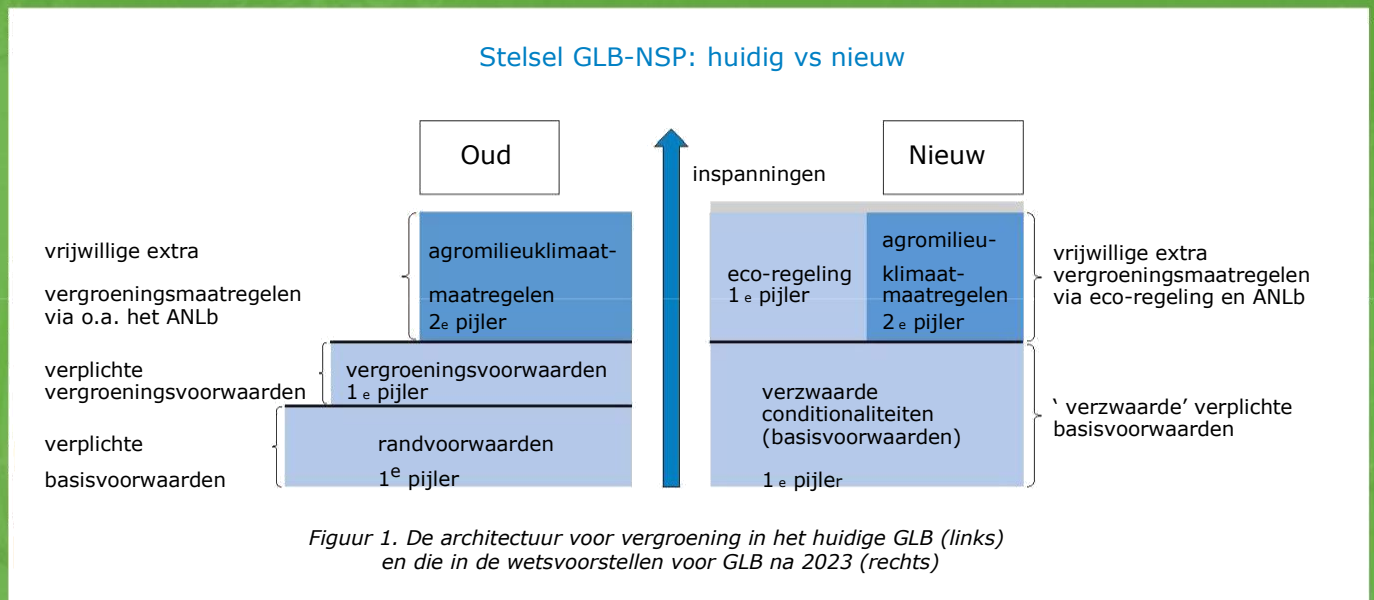 Stelsel GLB-NSP: huidig vs nieuw
Oud
inspanningen
Nieuw
vrijwillige extra
vergroeningsmaatregelen
via o.a. het ANLb
agromilieuklimaat-
maatregelen
2e pijler
verplichte
vergroeningsvoorwaarden
vergroeningsvoorwaarden
1 e pijler
verplichte
basisvoorwaarden
randvoorwaarden
1e pijler
eco-regeling
1 e pijler
agromilieu-
klimaat-
maatregelen
2 e pijler
vrijwillige extra
vergroeningsmaatregelen
via eco-regeling en ANLb
verzwaarde
conditionaliteiten
(basisvoorwaarden)
1 e pijler
‘ verzwaarde’ verplichte
basisvoorwaarden
Figuur 1. De architectuur voor vergroening in het huidige GLB (links)
en die in de wetsvoorstellen voor GLB na 2023 (rechts)